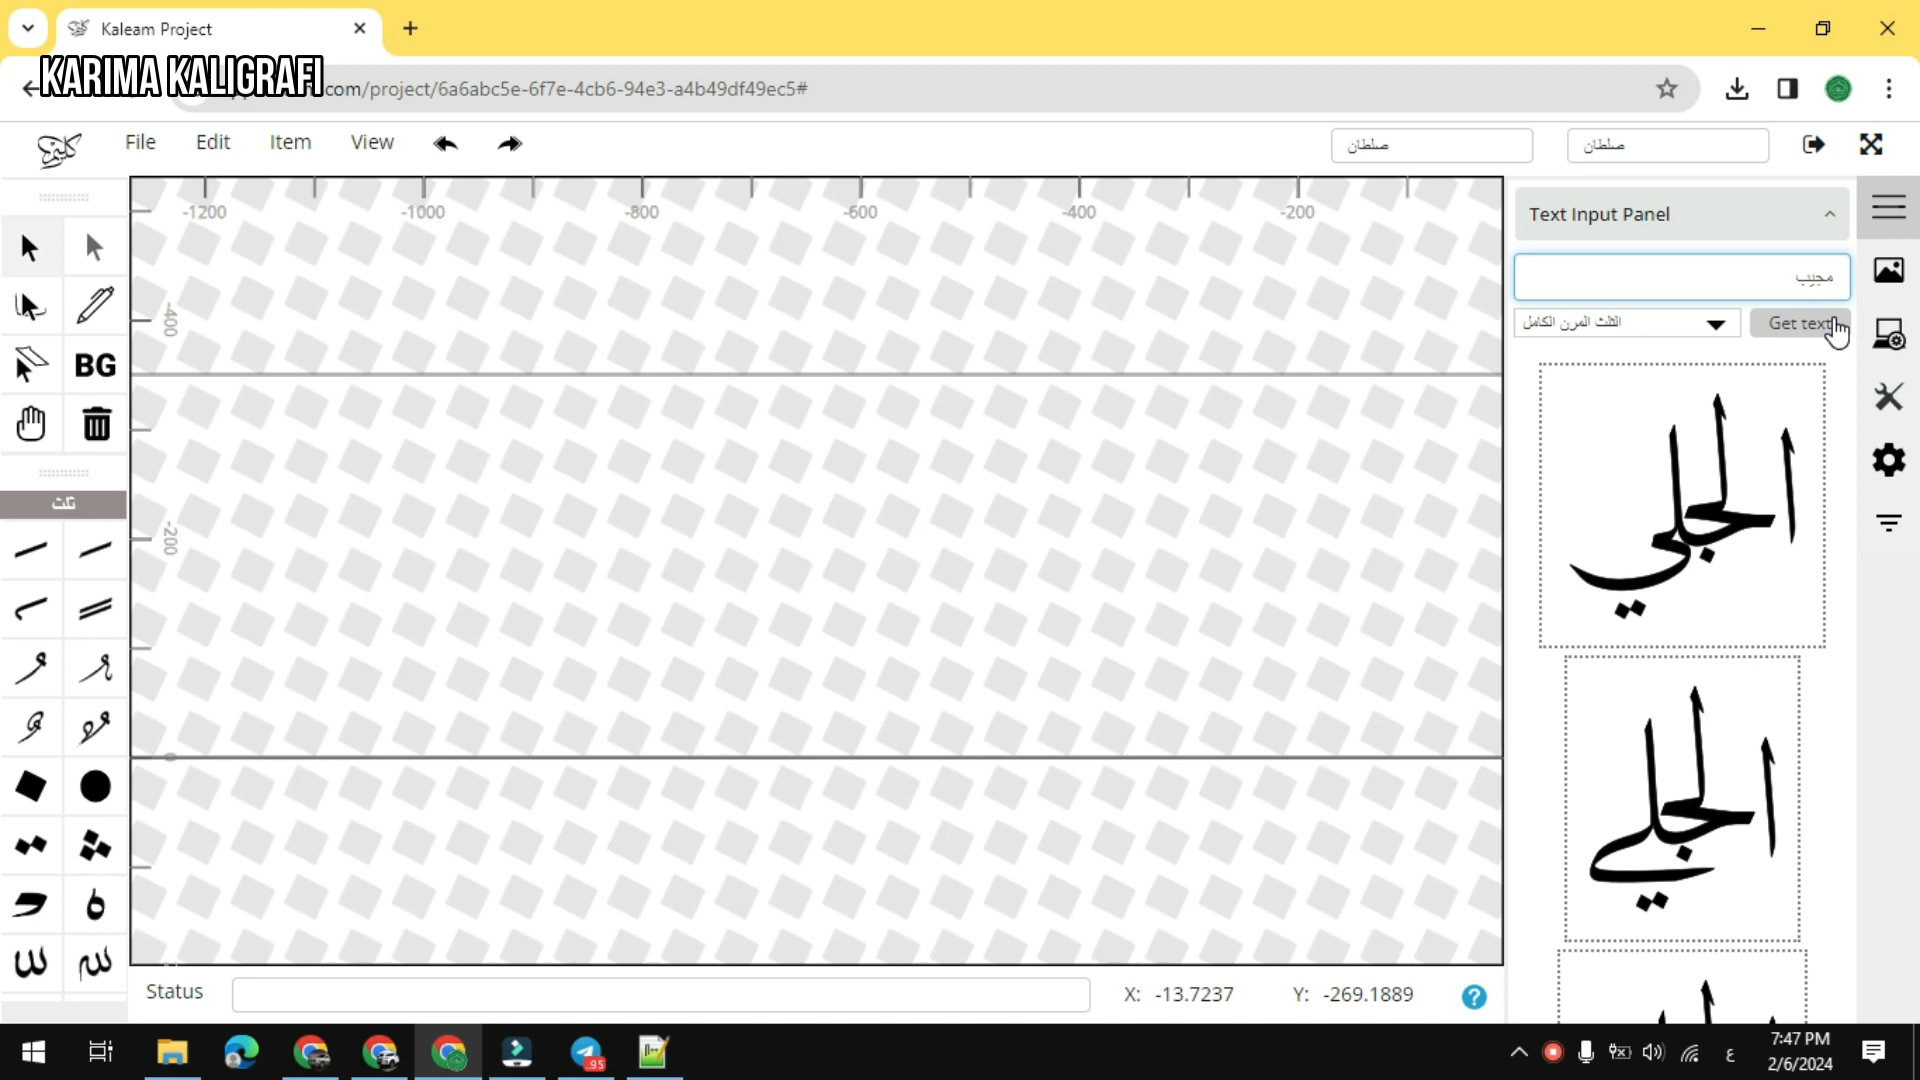 Kaleam Project
KARIMA KALIGRAFI
com/project/6a6abc5e-6f7e-4cb6-94e3-a4b49df49ec5#
File Edit Item View
صلطان
صلطان
Text Input Panel
مجيب
الثلث المرن الكامل
Get text
-1200 -1000 -800 -600 -400 -200
-400
-200
0
BG
ثلث
الجلي
الجلي
Status
X: -13.7237 Y: -269.1889
?
95
ع
7:47 PM
2/6/2024